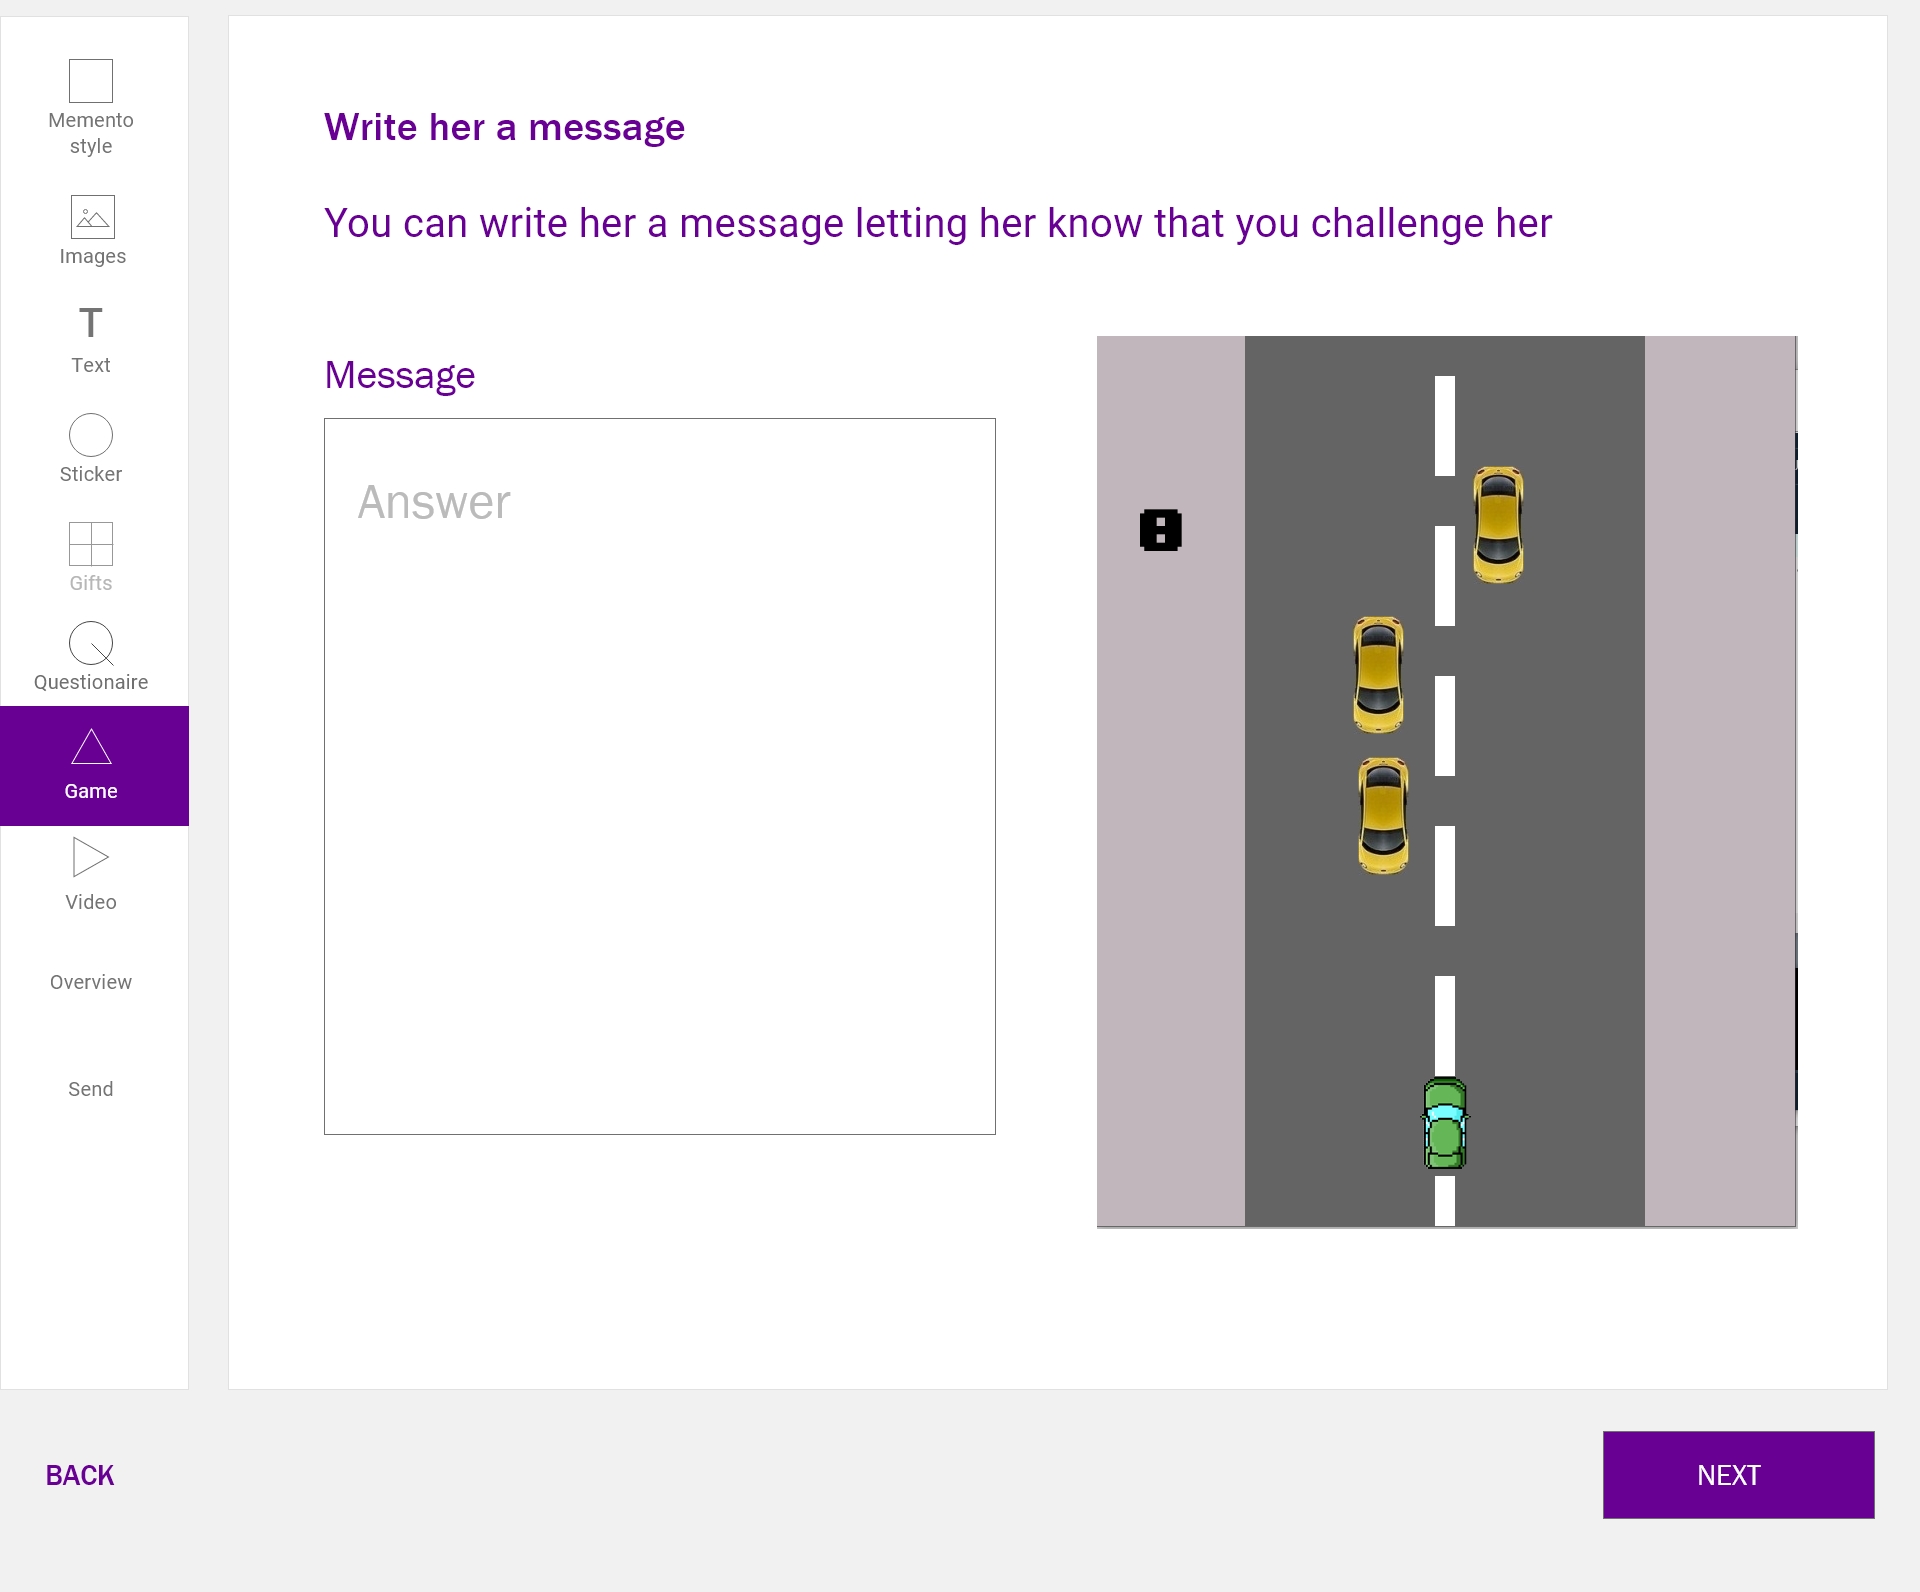 Memento
style
Images
T
Text
Sticker
Gifts
Questionaire
Game
Video
Overview
Send
Write her a message
You can write her a message letting her know that you challenge her
Message
Answer
8
BACK
NEXT